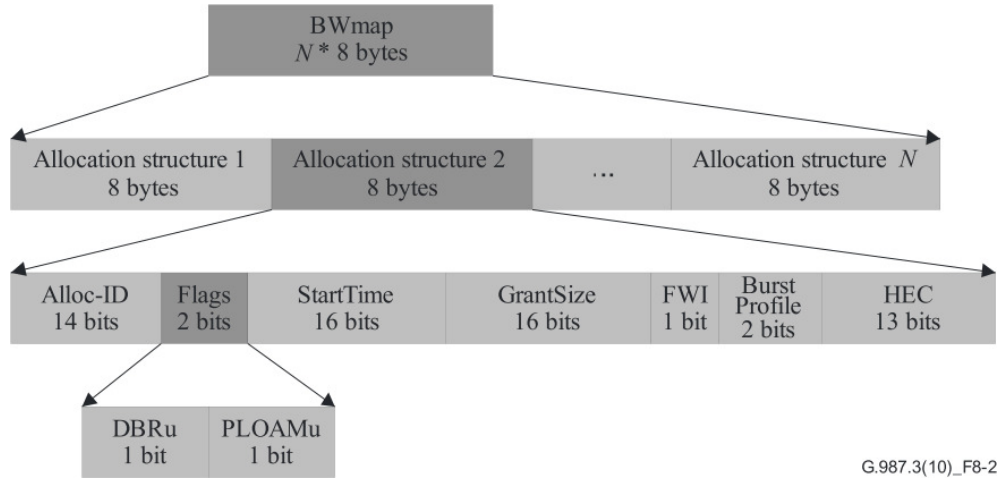 BWmap
N * 8 bytes
Allocation structure 1
8 bytes
Allocation structure 2
8 bytes
...
Allocation structure N
8 bytes
Alloc-ID
14 bits
Flags
2 bits
StartTime
16 bits
GrantSize
16 bits
FWI
1 bit
Burst
Profile
2 bits
HEC
13 bits
DBRu
1 bit
PLOAMu
1 bit
G.987.3(10)_F8-2